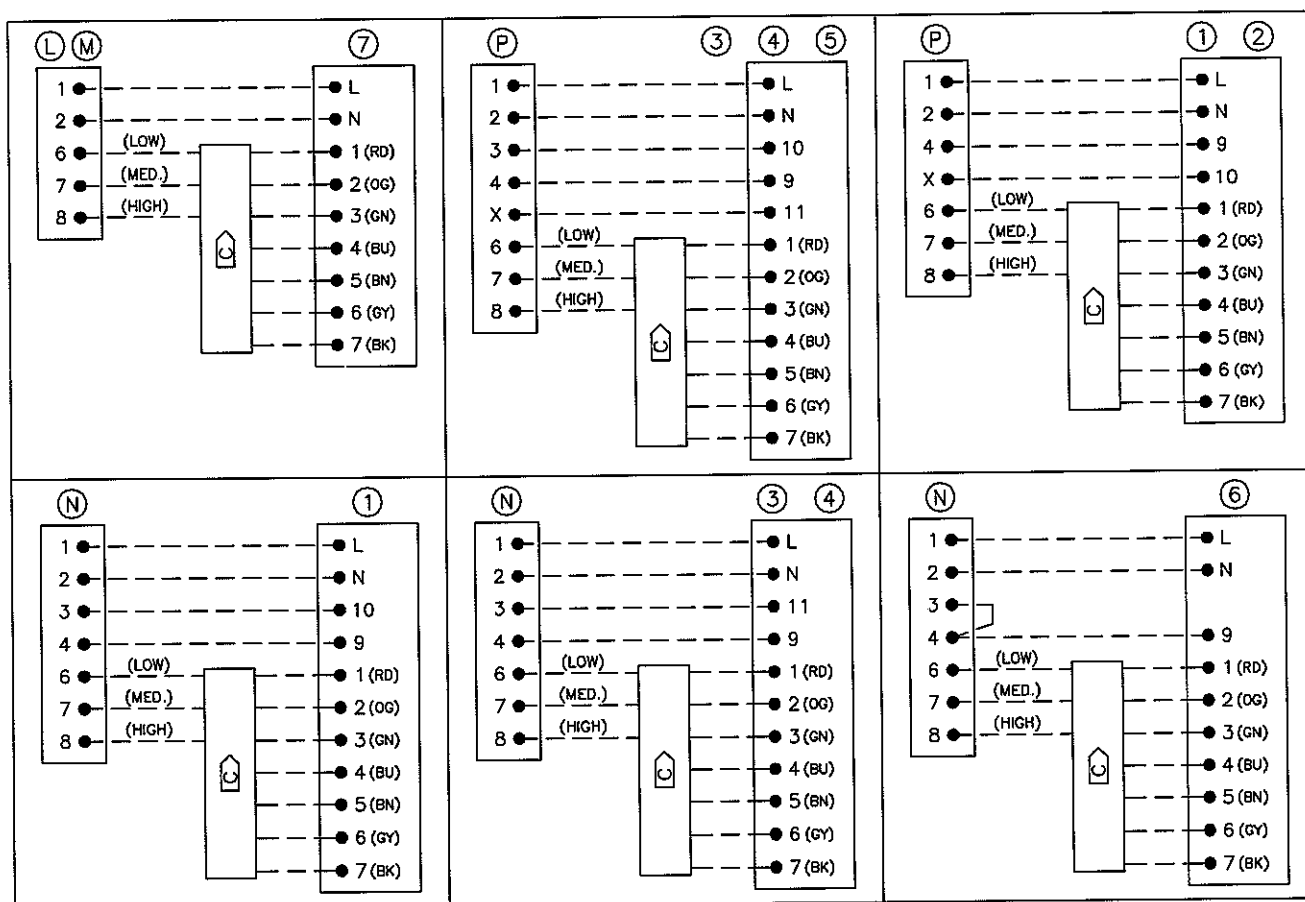 L M 7
1 L
2 N
6 (LOW) 1 (RD)
7 (MED.) 2 (OG)
8 (HIGH) 3 (GN)
C 4 (BU)
5 (BN)
6 (GY)
7 (BK)
P 3 4 5
1 L
2 N
3 10
4 9
X 11
6 (LOW) 1 (RD)
7 (MED.) 2 (OG)
8 (HIGH) 3 (GN)
C 4 (BU)
5 (BN)
6 (GY)
7 (BK)
P 1 2
1 L
2 N
4 9
X 10
6 (LOW) 1 (RD)
7 (MED.) 2 (OG)
8 (HIGH) 3 (GN)
C 4 (BU)
5 (BN)
6 (GY)
7 (BK)
N 1
1 L
2 N
3 10
4 9
6 (LOW) 1 (RD)
7 (MED.) 2 (OG)
8 (HIGH) 3 (GN)
C 4 (BU)
5 (BN)
6 (GY)
7 (BK)
N 3 4
1 L
2 N
3 11
4 9
6 (LOW) 1 (RD)
7 (MED.) 2 (OG)
8 (HIGH) 3 (GN)
C 4 (BU)
5 (BN)
6 (GY)
7 (BK)
N 6
1 L
2 N
3
4 9
6 (LOW) 1 (RD)
7 (MED.) 2 (OG)
8 (HIGH) 3 (GN)
C 4 (BU)
5 (BN)
6 (GY)
7 (BK)